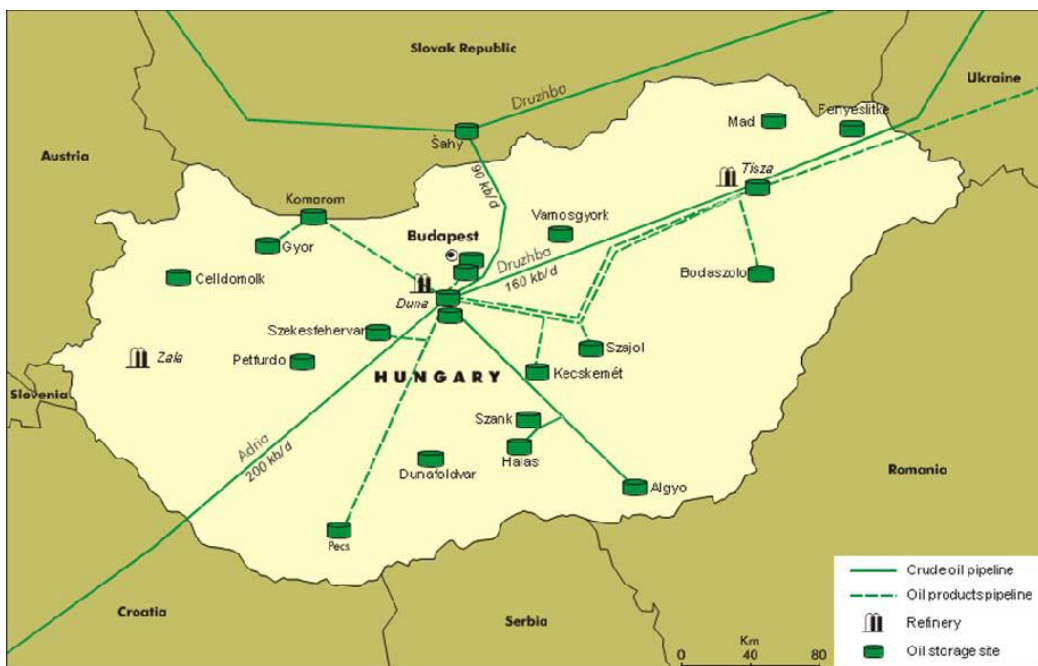 Slovak Republic
Ukraine
Druzhba
Mad
Fenyeslitke
Šahy
Austria
90 kb/d
Tisza
Komarom
Vamosgyork
Gyor
Budapest
Druzhba
160 kb/d
Celldomolk
Bodaszolo
Duna
Szekesfehervar
Szajol
Zala
Petfurdo
Kecskemét
HUNGARY
Slovenia
Szank
Adria
200 kb/d
Halas
Dunafoldvar
Algyo
Romania
Pecs
Croatia
Serbia
Crude oil pipeline
Oil products pipeline
Refinery
Oil storage site
Km
0 40 80